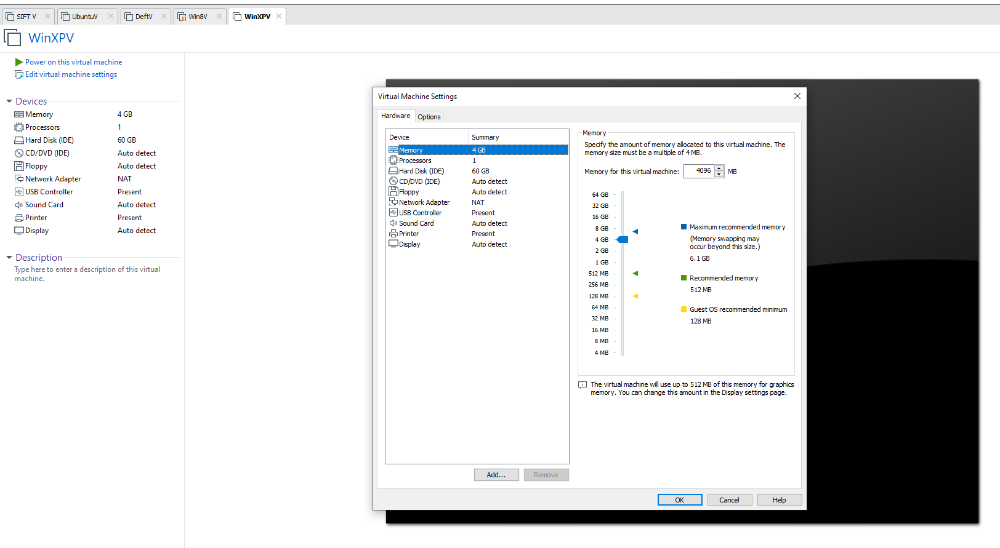 SIFT V
UbuntuV
DeftV
Win8V
WinXPV
WinXPV
Power on this virtual machine
Edit virtual machine settings
Devices
Memory 4 GB
Processors 1
Hard Disk (IDE) 60 GB
CD/DVD (IDE) Auto detect
Floppy Auto detect
Network Adapter NAT
USB Controller Present
Sound Card Auto detect
Printer Present
Display Auto detect
Description
Type here to enter a description of this virtual
machine.
Virtual Machine Settings
Hardware Options
Device Summary
Memory 4 GB
Processors 1
Hard Disk (IDE) 60 GB
CD/DVD (IDE) Auto detect
Floppy Auto detect
Network Adapter NAT
USB Controller Present
Sound Card Auto detect
Printer Present
Display Auto detect
Add...
Remove
Memory
Specify the amount of memory allocated to this virtual machine. The
memory size must be a multiple of 4 MB.
Memory for this virtual machine: 4096 MB
64 GB
32 GB
16 GB
8 GB
4 GB
2 GB
1 GB
512 MB
256 MB
128 MB
64 MB
32 MB
16 MB
8 MB
4 MB
Maximum recommended memory
(Memory swapping may
occur beyond this size.)
6.1 GB
Recommended memory
512 MB
Guest OS recommended minimum
128 MB
The virtual machine will use up to 512 MB of this memory for graphics
memory. You can change this amount in the Display settings page.
OK
Cancel
Help